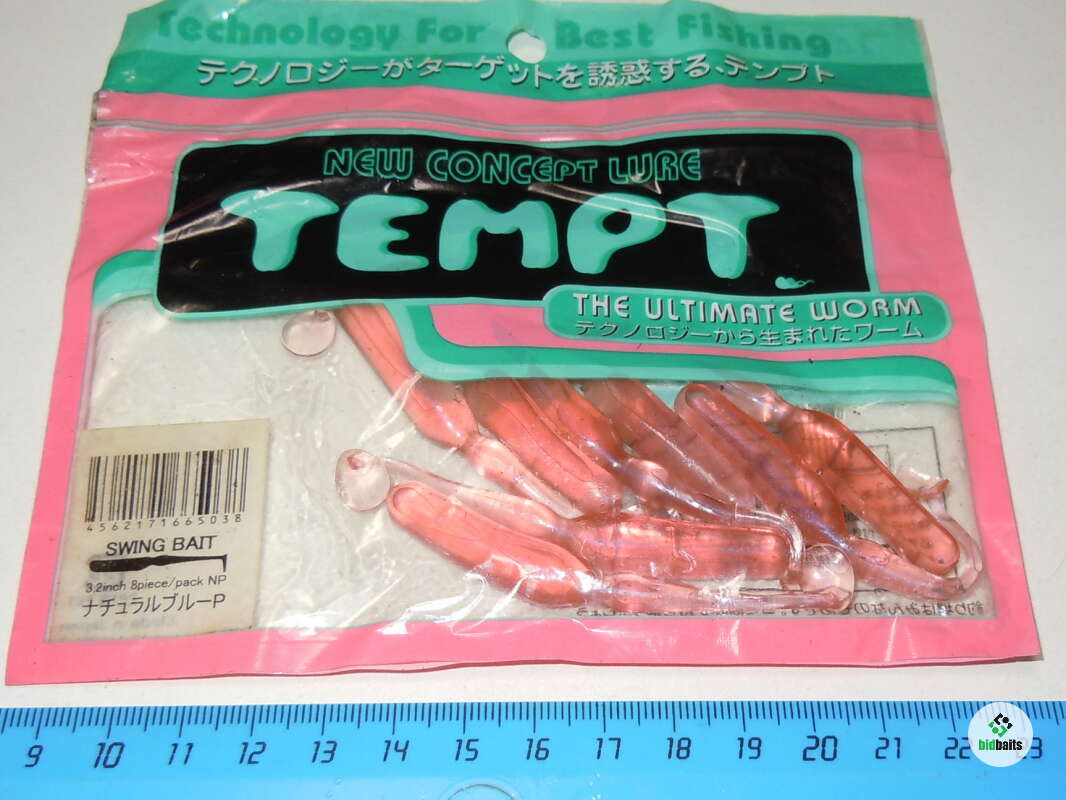 Technology For Best Fishing
テクノロジーがターゲットを誘惑する、テンプト
NEW CONCEPT LURE
TEMPT
THE ULTIMATE WORM
テクノロジーから生まれたワーム
4562171665038
SWING BAIT
3.2inch 8piece/pack NP
ナチュラルブルーP
9 10 11 12 13 14 15 16 17 18 19 20 21 22 23
bidbaits